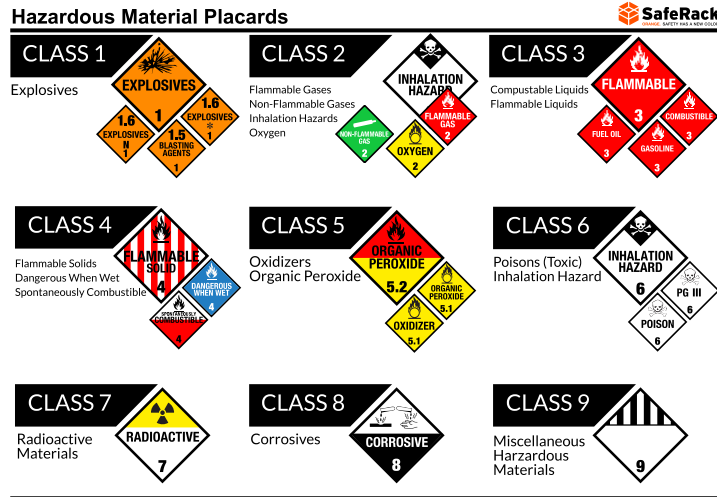 Hazardous Material Placards
SafeRack
ORANGE. SAFETY HAS A NEW COLOR
CLASS 1
Explosives
EXPLOSIVES
1
1.6
EXPLOSIVES
N
1
1.5
BLASTING
AGENTS
1
1.6
EXPLOSIVES
*
1
CLASS 2
Flammable Gases
Non-Flammable Gases
Inhalation Hazards
Oxygen
INHALATION
HAZARD
NON-FLAMMABLE
GAS
2
OXYGEN
2
FLAMMABLE
GAS
2
CLASS 3
Compustable Liquids
Flammable Liquids
FLAMMABLE
3
FUEL OIL
3
GASOLINE
3
COMBUSTIBLE
3
CLASS 4
Flammable Solids
Dangerous When Wet
Spontaneously Combustible
FLAMMABLE
SOLID
4
DANGEROUS
WHEN WET
4
SPONTANEOUSLY
COMBUSTIBLE
4
CLASS 5
Oxidizers
Organic Peroxide
ORGANIC
PEROXIDE
5.2
ORGANIC
PEROXIDE
5.1
OXIDIZER
5.1
CLASS 6
Poisons (Toxic)
Inhalation Hazard
INHALATION
HAZARD
6
PG III
6
POISON
6
CLASS 7
Radioactive
Materials
RADIOACTIVE
7
CLASS 8
Corrosives
CORROSIVE
8
CLASS 9
Miscellaneous
Harzardous
Materials
9